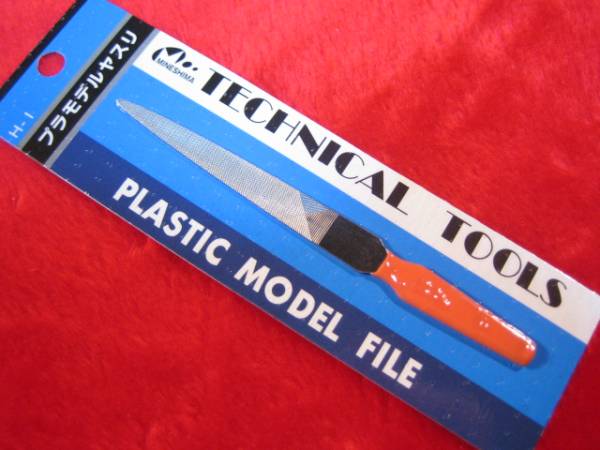 H-1
プラモデルヤスリ
MINESHIMA
TECHNICAL TOOLS
PLASTIC MODEL FILE